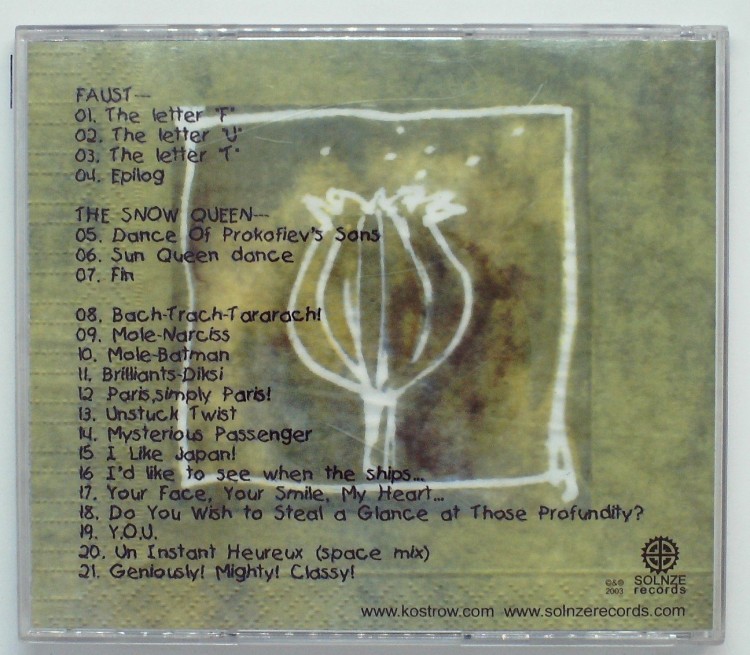 FAUST---
01. The letter "F"
02. The letter "U"
03. The letter "T"
04. Epilog
THE SNOW QUEEN---
05. Dance Of Prokofiev's Sons
06. Sun Queen dance
07. Fin
08. Bach-Trach-Tararach!
09. Mole-Narciss
10. Mole-Batman
11. Brilliants-Diksi
12 Paris,simply Paris!
13. Unstuck Twist
14. Mysterious Passenger
15 I Like Japan!
16 I'd like to see when the ships...
17. Your Face, Your Smile, My Heart...
18. Do You Wish to Steal a Glance at Those Profundity?
19. Y.O.U.
20. Un Instant Heureux (space mix)
21. Geniously! Mighty! Classy!
©&℗ SOLNZE
2003 records
www.kostrow.com www.solnzerecords.com